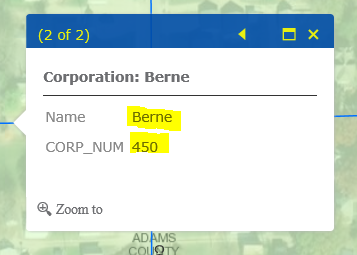 (2 of 2)
Corporation: Berne
Name Berne
CORP_NUM 450
Zoom to
ADAMS
COUNTY